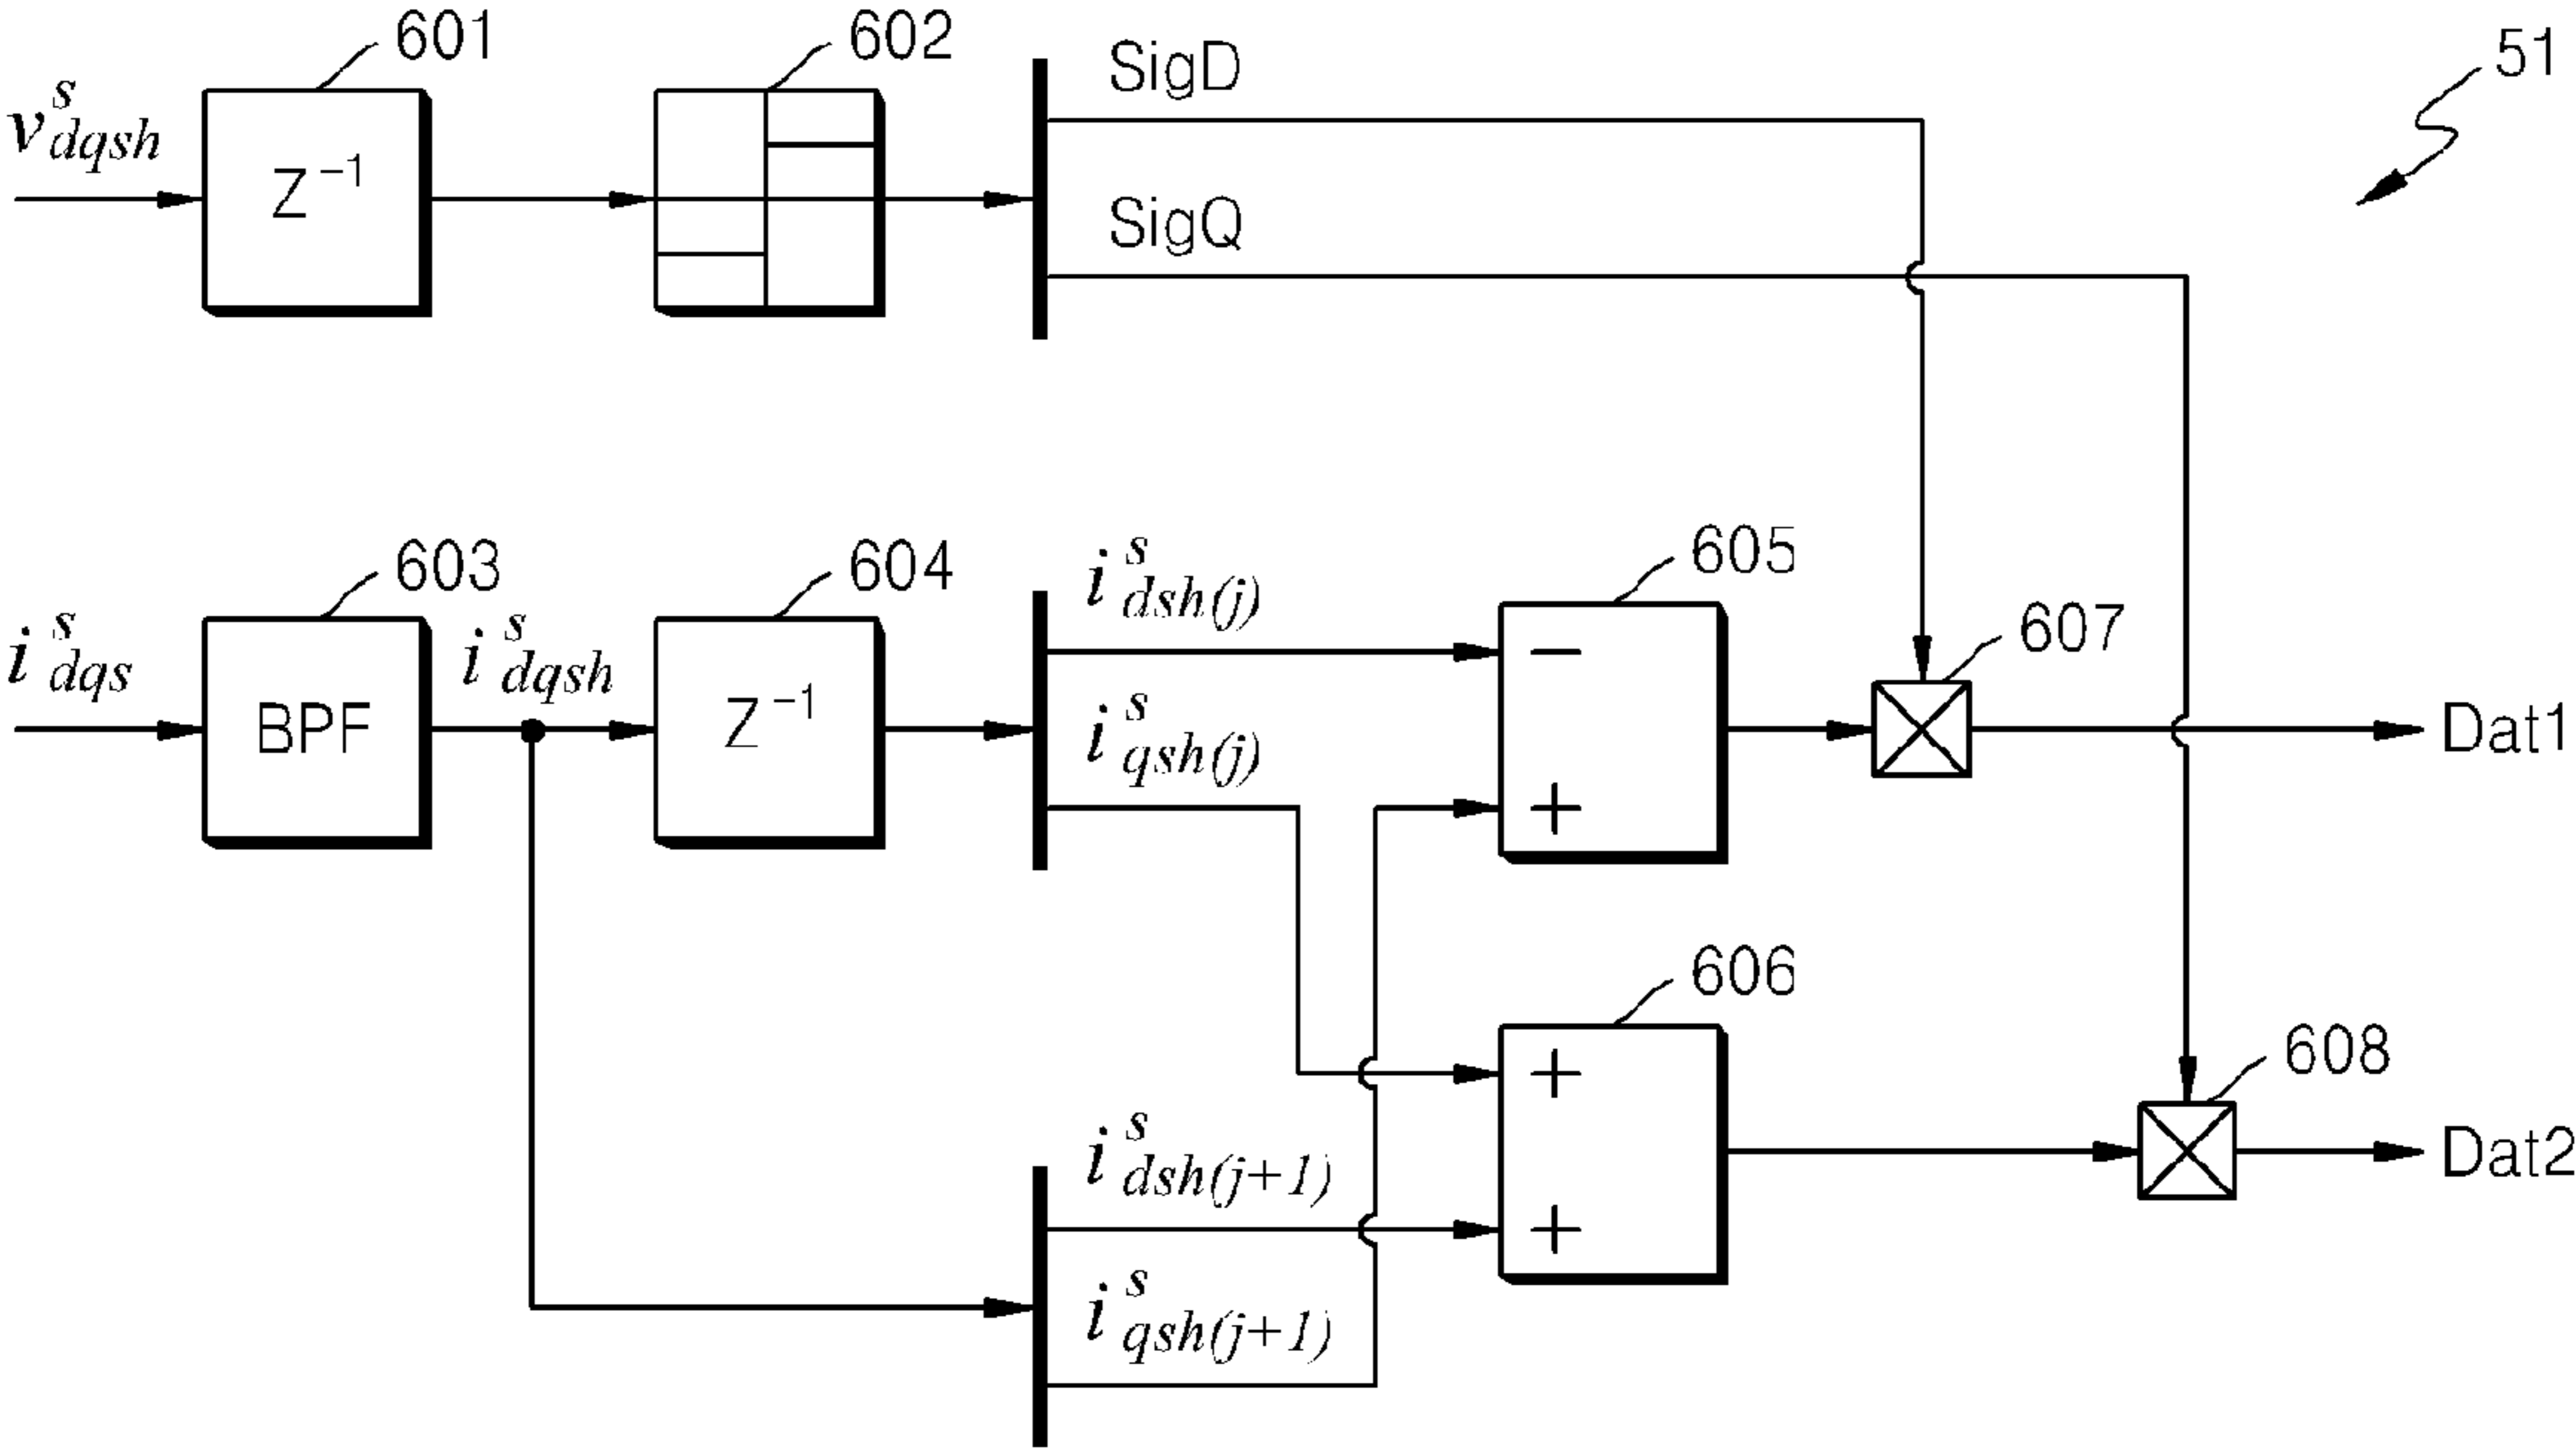 601
602
SigD
51
v^s_dqsh
Z^-1
SigQ
603
604
i^s_dsh(j)
605
607
i^s_dqs
BPF
i^s_dqsh
Z^-1
i^s_qsh(j)
−
+
Dat1
606
608
+
+
i^s_dsh(j+1)
Dat2
i^s_qsh(j+1)